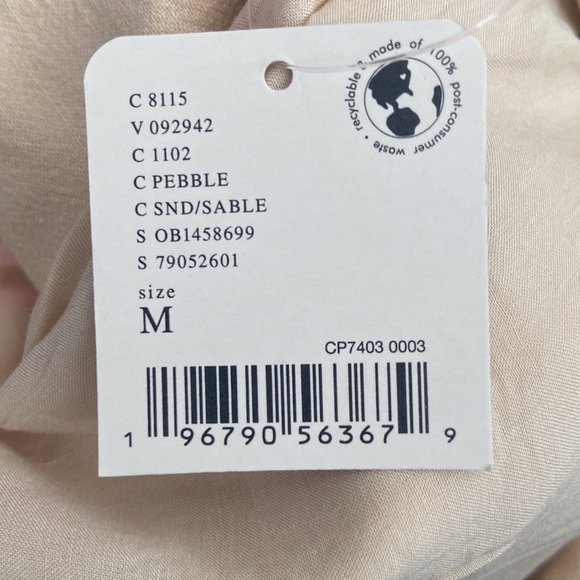 recyclable & made of 100% post-consumer waste •
C 8115
V 092942
C 1102
C PEBBLE
C SND/SABLE
S OB1458699
S 79052601
size
M
CP7403 0003
1 96790 56367 9